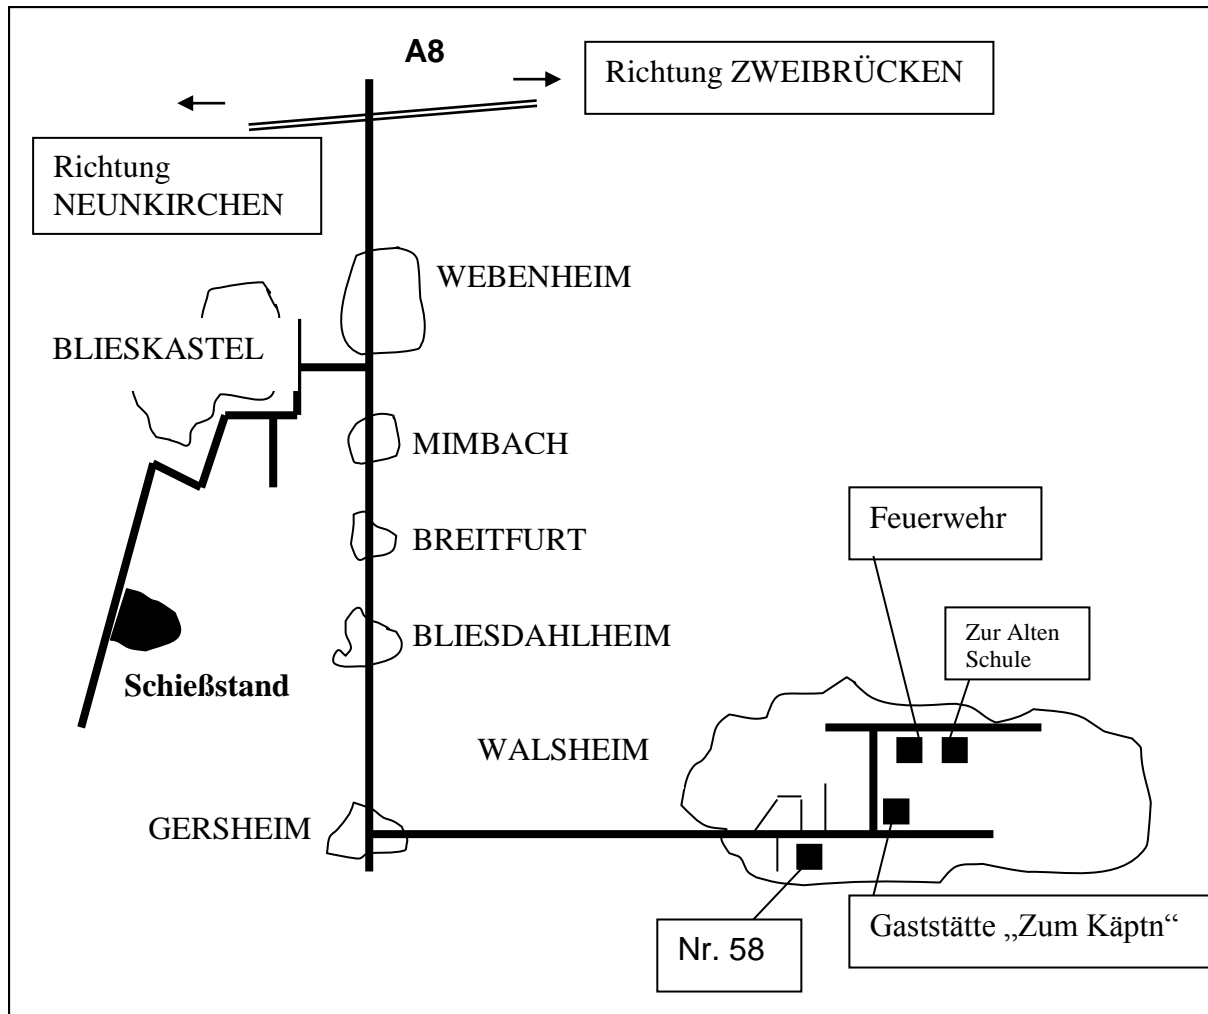 A8
Richtung ZWEIBRÜCKEN
Richtung
NEUNKIRCHEN
WEBENHEIM
BLIESKASTEL
MIMBACH
Feuerwehr
BREITFURT
Zur Alten
Schule
BLIESDAHLHEIM
Schießstand
WALSHEIM
GERSHEIM
Gaststätte „Zum Käptn“
Nr. 58